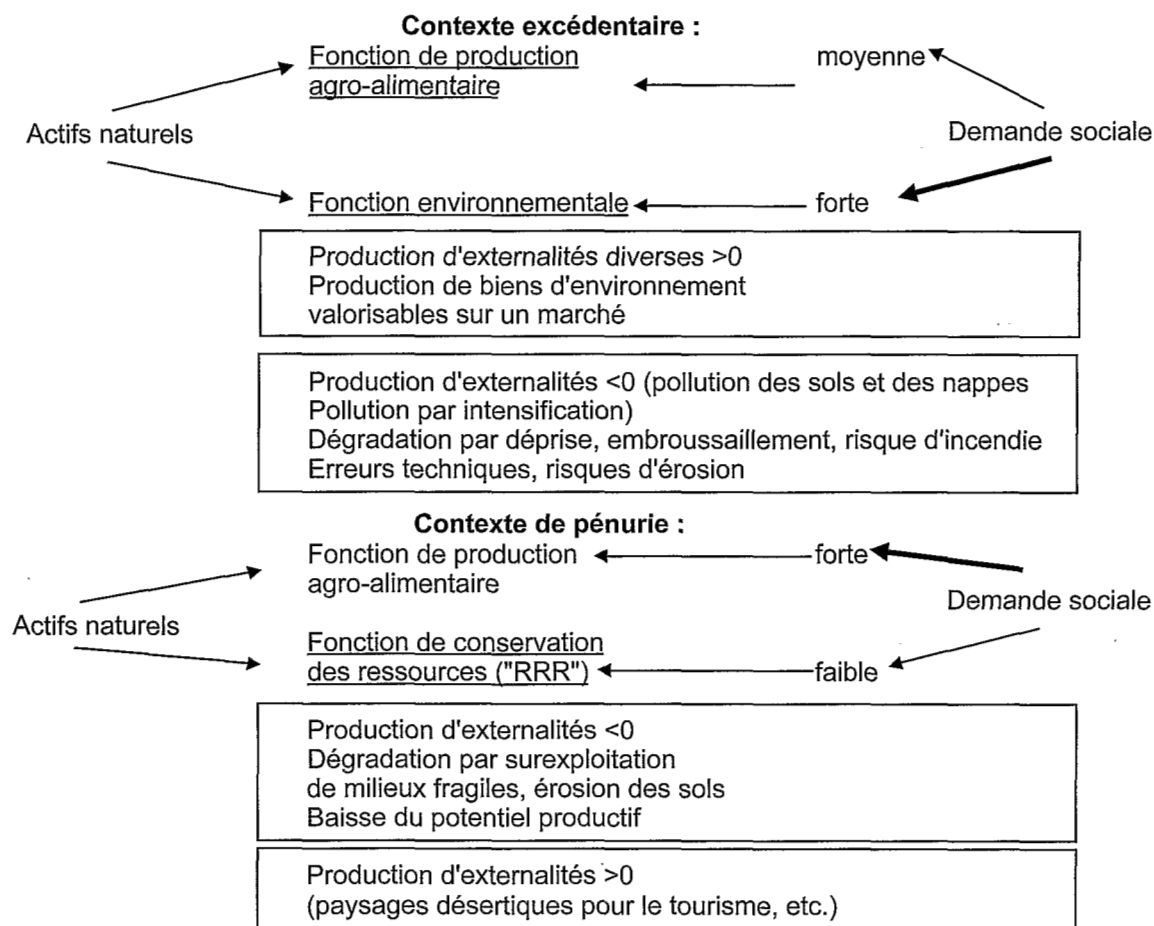 Contexte excédentaire :
Fonction de production
agro-alimentaire
moyenne
Actifs naturels
Demande sociale
Fonction environnementale
forte
Production d'externalités diverses >0
Production de biens d'environnement
valorisables sur un marché
Production d'externalités <0 (pollution des sols et des nappes
Pollution par intensification)
Dégradation par déprise, embroussaillement, risque d'incendie
Erreurs techniques, risques d'érosion
Contexte de pénurie :
Fonction de production
agro-alimentaire
forte
Demande sociale
Actifs naturels
Fonction de conservation
des ressources ("RRR")
faible
Production d'externalités <0
Dégradation par surexploitation
de milieux fragiles, érosion des sols
Baisse du potentiel productif
Production d'externalités >0
(paysages désertiques pour le tourisme, etc.)